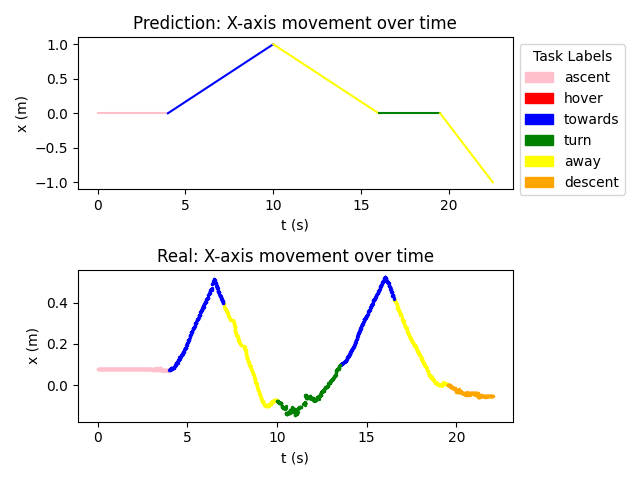 Prediction: X-axis movement over time
1.0
0.5
0.0
−0.5
−1.0
x (m)
0 5 10 15 20
t (s)
Task Labels
ascent
hover
towards
turn
away
descent
Real: X-axis movement over time
0.4
0.2
0.0
x (m)
0 5 10 15 20
t (s)